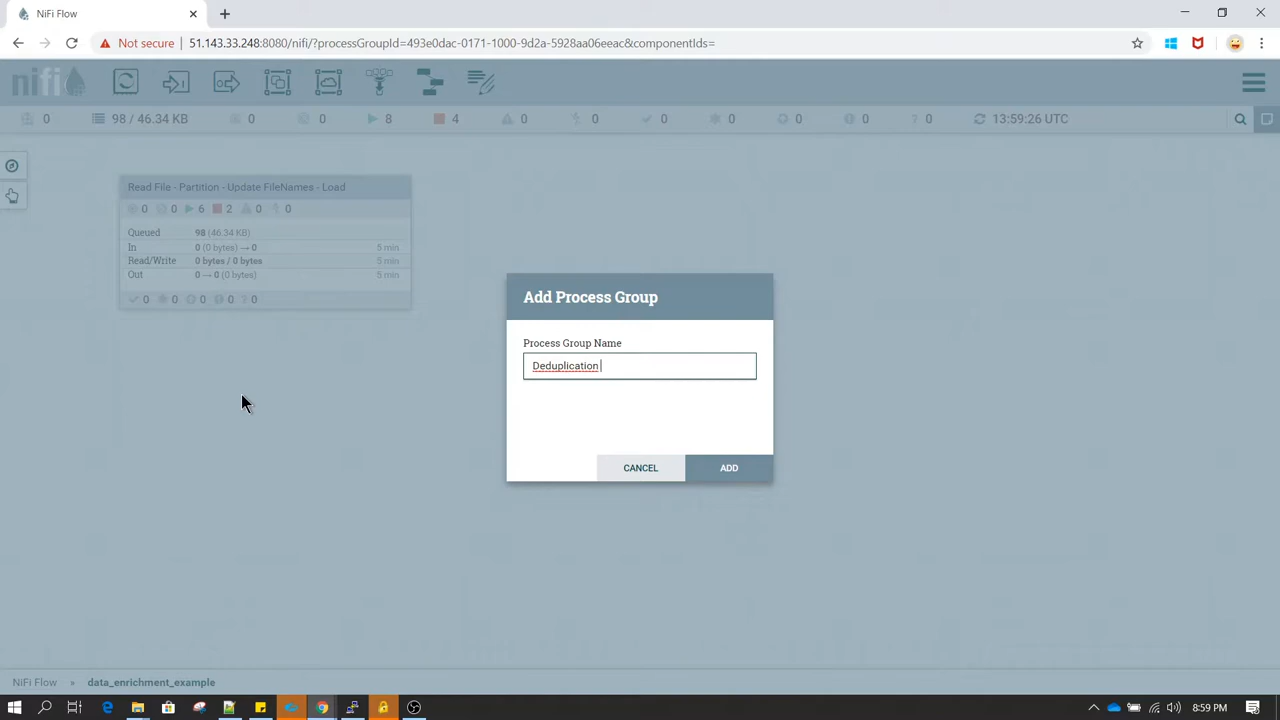 NiFi Flow
Not secure
51.143.33.248:8080/nifi/?processGroupId=493e0dac-0171-1000-9d2a-5928aa06eeac&componentIds=
nifi
0
98 / 46.34 KB
0
0
8
4
0
0
0
0
0
0
0
13:59:26 UTC
Read File - Partition - Update FileNames - Load
0 0 6 2 0 0
Queued 98 (46.34 KB)
In 0 (0 bytes) → 0 5 min
Read/Write 0 bytes / 0 bytes 5 min
Out 0 → 0 (0 bytes) 5 min
0 0 0 0 ? 0
Add Process Group
Process Group Name
Deduplication
CANCEL
ADD
NiFi Flow » data_enrichment_example
8:59 PM